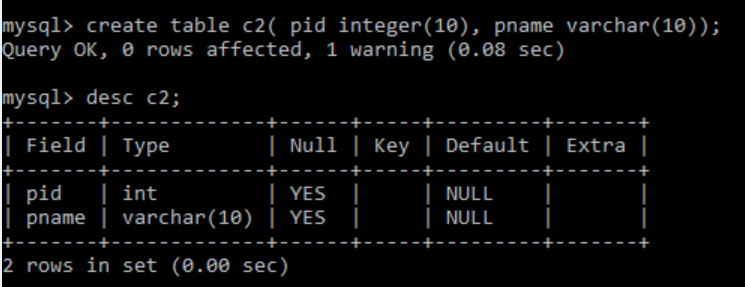 mysql> create table c2( pid integer(10), pname varchar(10));
Query OK, 0 rows affected, 1 warning (0.08 sec)
mysql> desc c2;
+-------+-------------+------+-----+---------+-------+
| Field | Type        | Null | Key | Default | Extra |
+-------+-------------+------+-----+---------+-------+
| pid   | int         | YES  |     | NULL    |       |
| pname | varchar(10) | YES  |     | NULL    |       |
+-------+-------------+------+-----+---------+-------+
2 rows in set (0.00 sec)